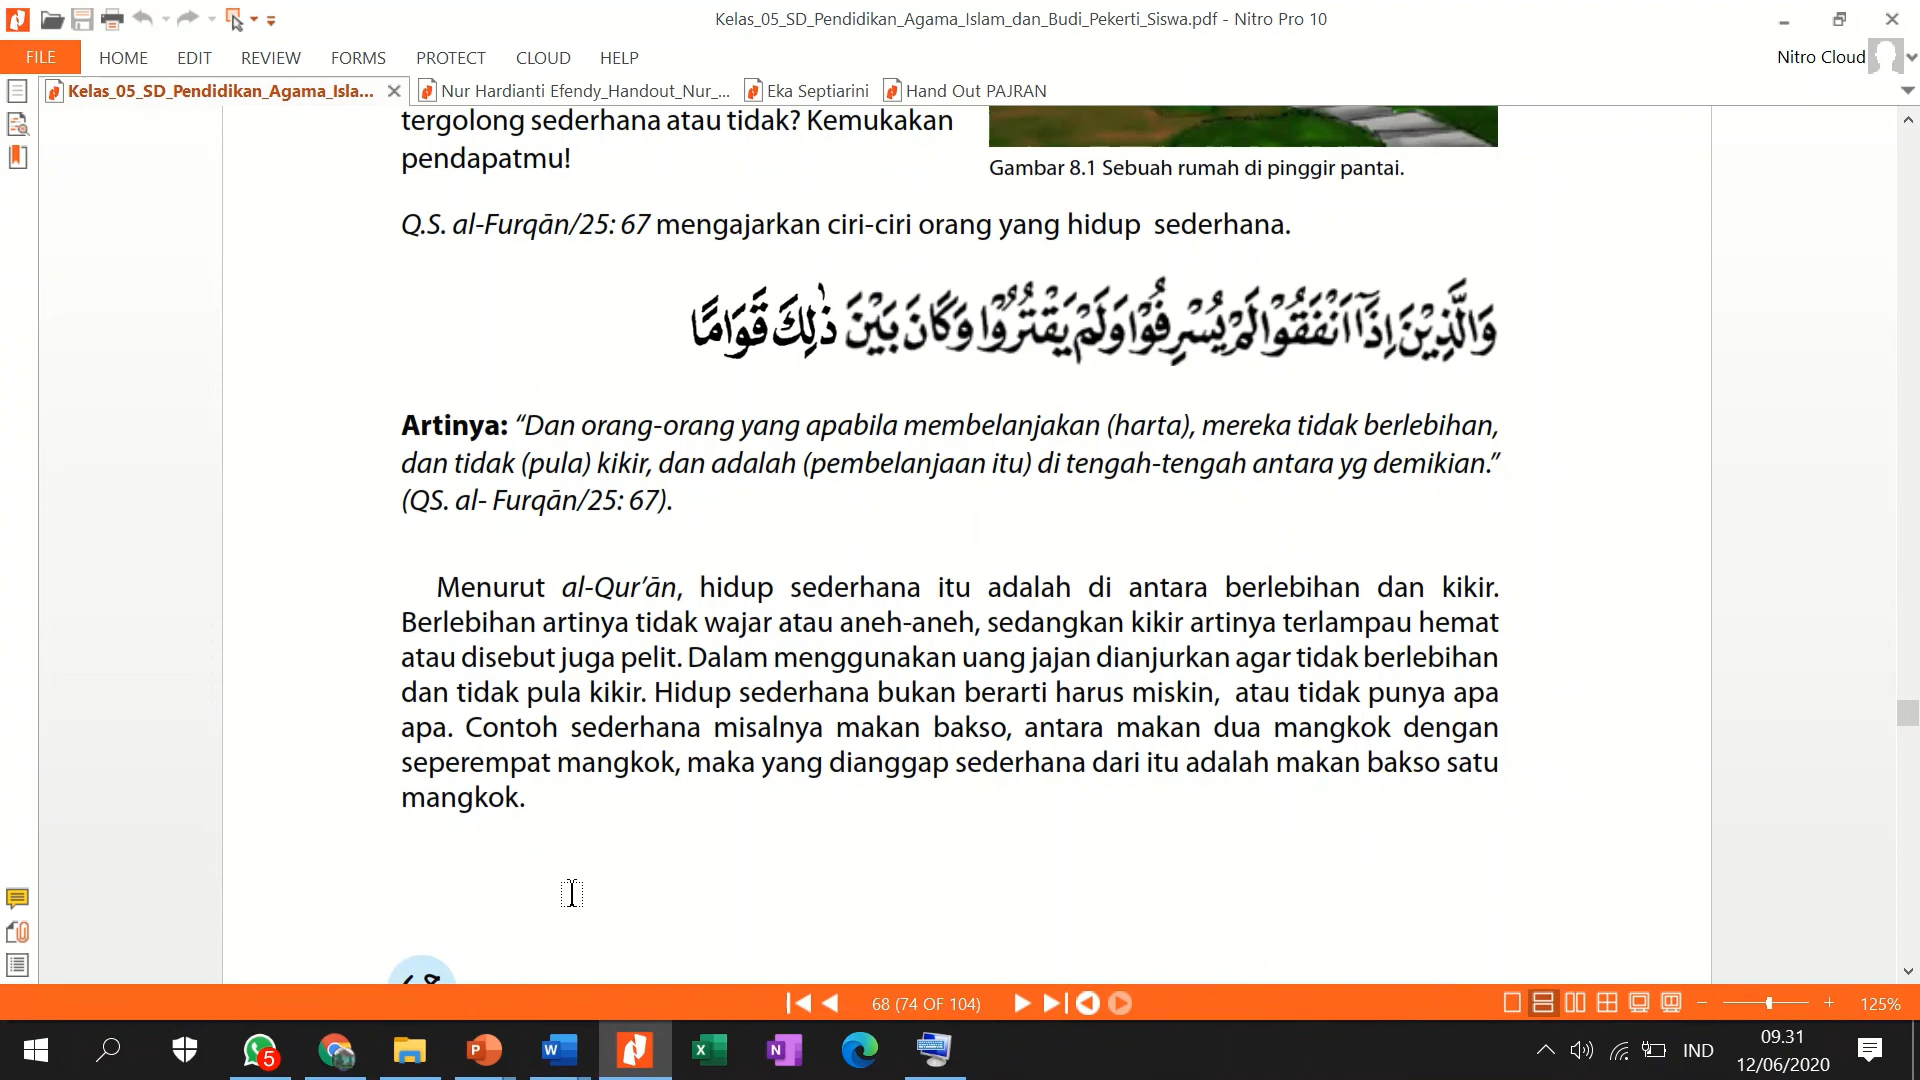 Kelas_05_SD_Pendidikan_Agama_Islam_dan_Budi_Pekerti_Siswa.pdf - Nitro Pro 10
FILE HOME EDIT REVIEW FORMS PROTECT CLOUD HELP
Nitro Cloud
Kelas_05_SD_Pendidikan_Agama_Isla... Nur Hardianti Efendy_Handout_Nur_... Eka Septiarini Hand Out PAJRAN
tergolong sederhana atau tidak? Kemukakan
pendapatmu!
Gambar 8.1 Sebuah rumah di pinggir pantai.
Q.S. al-Furqān/25: 67 mengajarkan ciri-ciri orang yang hidup sederhana.
وَالَّذِيْنَ اِذَآ اَنْفَقُوْا لَمْ يُسْرِفُوْا وَلَمْ يَقْتُرُوْا وَكَانَ بَيْنَ ذٰلِكَ قَوَامًا
Artinya: “Dan orang-orang yang apabila membelanjakan (harta), mereka tidak berlebihan,
dan tidak (pula) kikir, dan adalah (pembelanjaan itu) di tengah-tengah antara yg demikian.”
(QS. al- Furqān/25: 67).
Menurut al-Qur’ān, hidup sederhana itu adalah di antara berlebihan dan kikir.
Berlebihan artinya tidak wajar atau aneh-aneh, sedangkan kikir artinya terlampau hemat
atau disebut juga pelit. Dalam menggunakan uang jajan dianjurkan agar tidak berlebihan
dan tidak pula kikir. Hidup sederhana bukan berarti harus miskin, atau tidak punya apa
apa. Contoh sederhana misalnya makan bakso, antara makan dua mangkok dengan
seperempat mangkok, maka yang dianggap sederhana dari itu adalah makan bakso satu
mangkok.
68 (74 OF 104)
125%
5
IND
09.31
12/06/2020